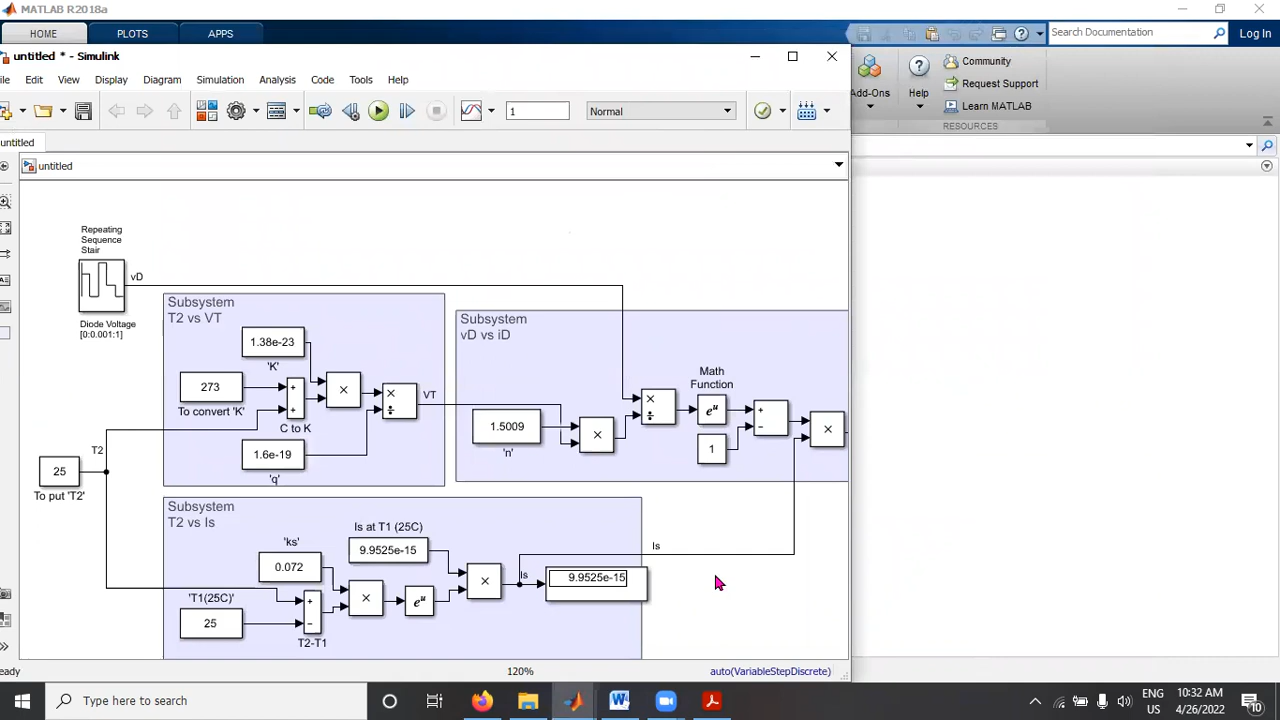 MATLAB R2018a
HOME PLOTS APPS
Search Documentation
Log In
untitled * - Simulink
Edit View Display Diagram Simulation Analysis Code Tools Help
Add-Ons
Help
Community
Request Support
Learn MATLAB
RESOURCES
1
Normal
untitled
untitled
Repeating
Sequence
Stair
vD
Diode Voltage
[0:0.001:1]
Subsystem
T2 vs VT
1.38e-23
'K'
273
To convert 'K'
+
+
C to K
×
×
÷
VT
1.6e-19
'q'
Subsystem
vD vs iD
1.5009
'n'
×
×
÷
Math
Function
e^u
1
+
−
×
T2
25
To put 'T2'
Subsystem
T2 vs Is
Is at T1 (25C)
9.9525e-15
'ks'
0.072
'T1(25C)'
25
+
−
T2-T1
×
e^u
×
Is
9.9525e-15
Is
120%
auto(VariableStepDiscrete)
Type here to search
ENG
US
10:32 AM
4/26/2022
10